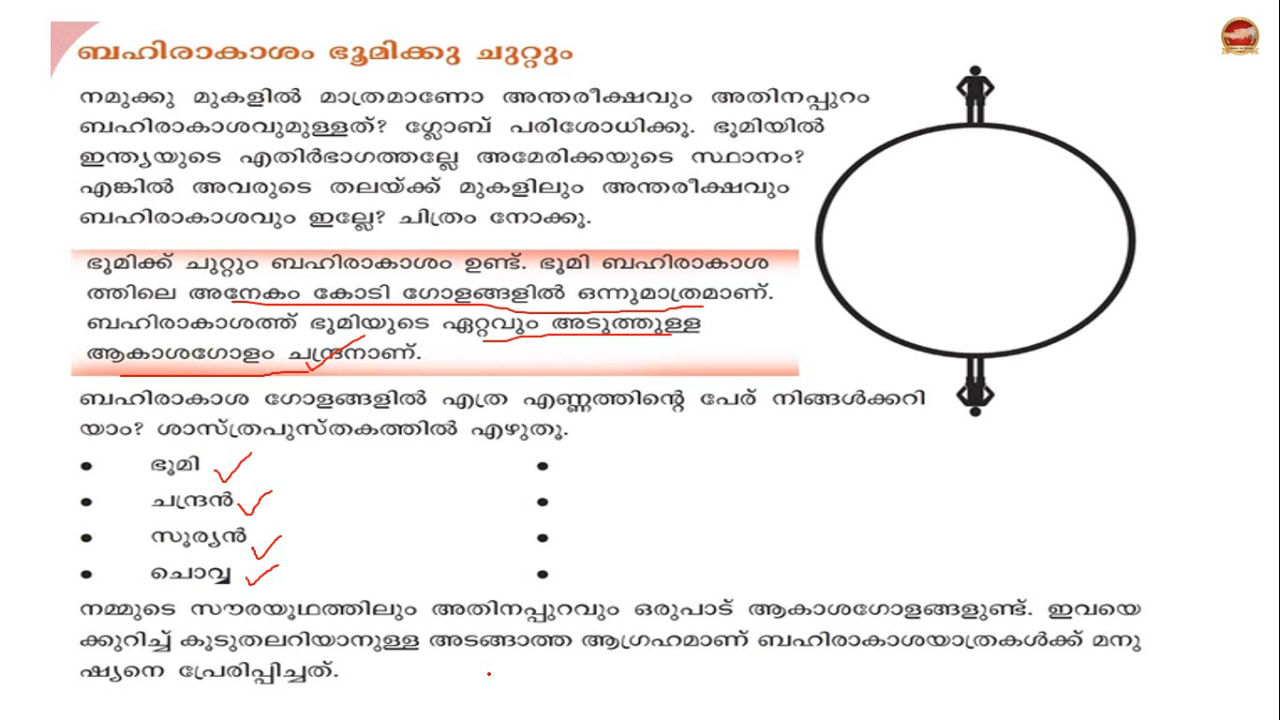 ബഹിരാകാശം ഭൂമിക്കു ചുറ്റും
നമുക്കു മുകളിൽ മാത്രമാണോ അന്തരീക്ഷവും അതിനപ്പുറം
ബഹിരാകാശവുമുള്ളത്? ഗ്ലോബ് പരിശോധിക്കൂ. ഭൂമിയിൽ
ഇന്ത്യയുടെ എതിർഭാഗത്തല്ലേ അമേരിക്കയുടെ സ്ഥാനം?
എങ്കിൽ അവരുടെ തലയ്ക്ക് മുകളിലും അന്തരീക്ഷവും
ബഹിരാകാശവും ഇല്ലേ? ചിത്രം നോക്കൂ.
ഭൂമിക്ക് ചുറ്റും ബഹിരാകാശം ഉണ്ട്. ഭൂമി ബഹിരാകാശ
ത്തിലെ അനേകം കോടി ഗോളങ്ങളിൽ ഒന്നുമാത്രമാണ്.
ബഹിരാകാശത്ത് ഭൂമിയുടെ ഏറ്റവും അടുത്തുള്ള
ആകാശഗോളം ചന്ദ്രനാണ്.
ബഹിരാകാശ ഗോളങ്ങളിൽ എത്ര എണ്ണത്തിന്റെ പേര് നിങ്ങൾക്കറി
യാം? ശാസ്ത്രപുസ്തകത്തിൽ എഴുതൂ.
• ഭൂമി •
• ചന്ദ്രൻ •
• സൂര്യൻ •
• ചൊവ്വ •
നമ്മുടെ സൗരയൂഥത്തിലും അതിനപ്പുറവും ഒരുപാട് ആകാശഗോളങ്ങളുണ്ട്. ഇവയെ
ക്കുറിച്ച് കൂടുതലറിയാനുള്ള അടങ്ങാത്ത ആഗ്രഹമാണ് ബഹിരാകാശയാത്രകൾക്ക് മനു
ഷ്യനെ പ്രേരിപ്പിച്ചത്.